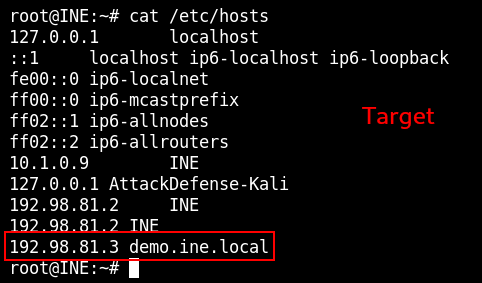 root@INE:~# cat /etc/hosts
127.0.0.1 localhost
::1 localhost ip6-localhost ip6-loopback
fe00::0 ip6-localnet
ff00::0 ip6-mcastprefix
ff02::1 ip6-allnodes
Target
ff02::2 ip6-allrouters
10.1.0.9 INE
127.0.0.1 AttackDefense-Kali
192.98.81.2 INE
192.98.81.2 INE
192.98.81.3 demo.ine.local
root@INE:~#